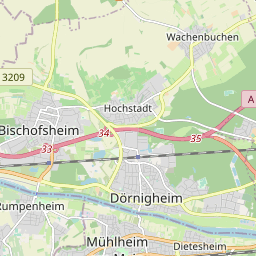 Wachenbuchen
3209
Hochstadt
A
Bischofsheim
34
35
33
Dörnigheim
Rumpenheim
Mühlheim
Dietesheim